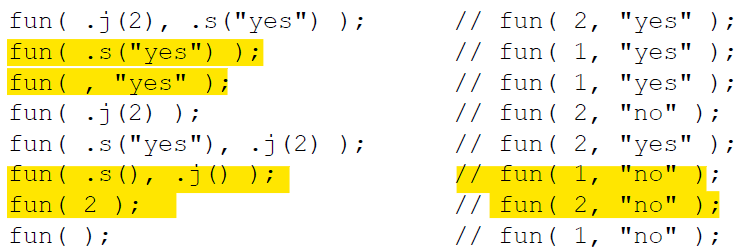 fun( .j(2), .s("yes") ); // fun( 2, "yes" );
fun( .s("yes") ); // fun( 1, "yes" );
fun( , "yes" ); // fun( 1, "yes" );
fun( .j(2) ); // fun( 2, "no" );
fun( .s("yes"), .j(2) ); // fun( 2, "yes" );
fun( .s(), .j() ); // fun( 1, "no" );
fun( 2 ); // fun( 2, "no" );
fun( ); // fun( 1, "no" );